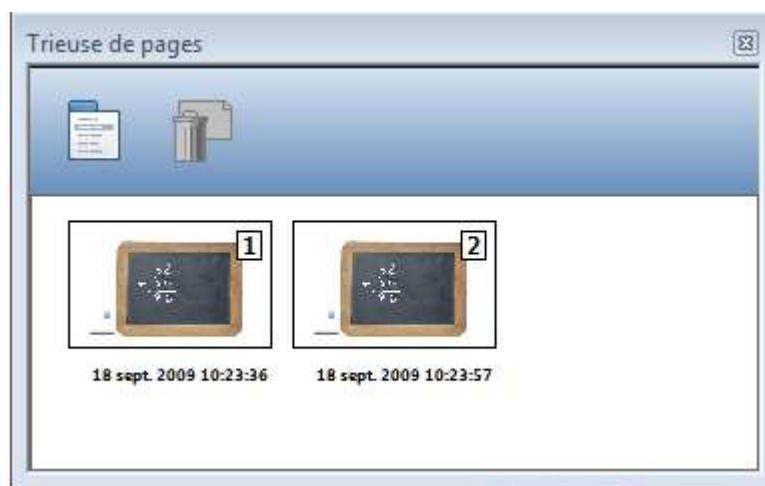 Trieuse de pages
1
2
18 sept. 2009 10:23:36
18 sept. 2009 10:23:57